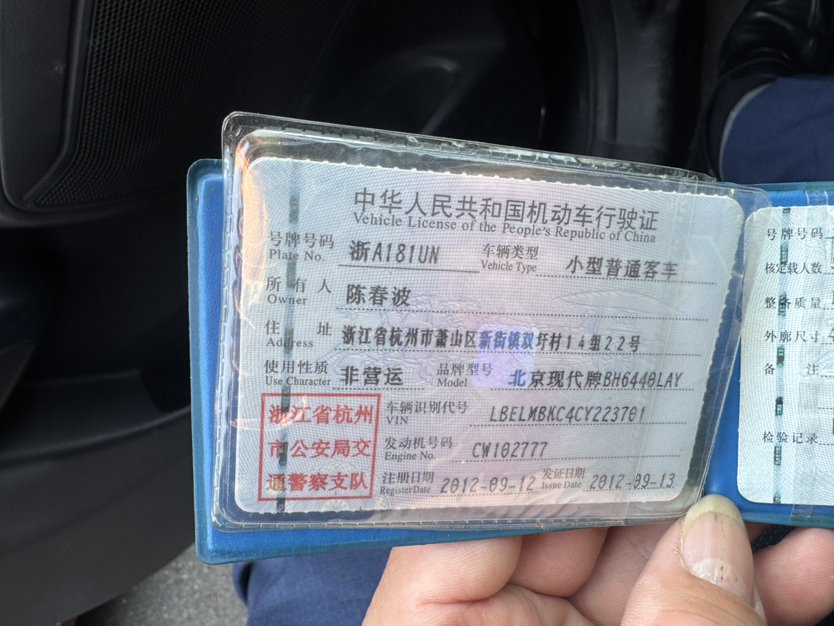 中华人民共和国机动车行驶证
Vehicle License of the People's Republic of China
号牌号码 浙A181UN 车辆类型 小型普通客车
Plate No. Vehicle Type
所有人 陈春波
Owner
住址 浙江省杭州市萧山区新街镇双圩村14组22号
Address
使用性质 非营运 品牌型号 北京现代牌BH6440LAY
Use Character Model
浙江省杭州
市公安局交
通警察支队
车辆识别代号 LBELMBKC4CY223701
VIN
发动机号码 CW102777
Engine No.
注册日期 2012-09-12 发证日期 2012-09-13
Register Date Issue Date
号牌号码
核定载人数
整备质量
外廓尺寸
备注
检验记录